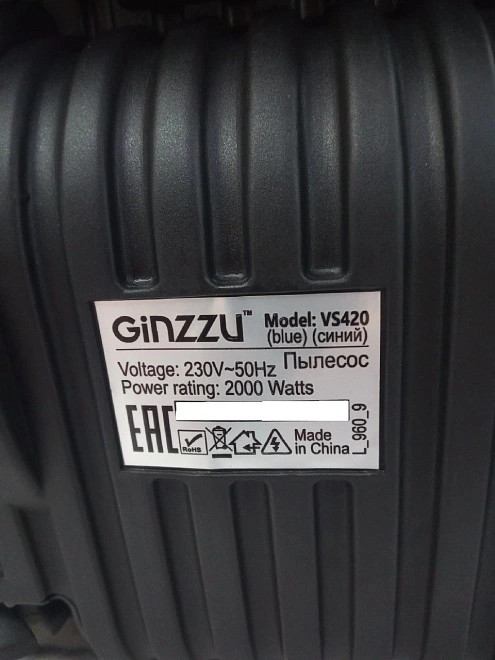 GiNZZU™ Model: VS420
(blue) (синий)
Voltage: 230V~50Hz Пылесос
Power rating: 2000 Watts
EAC
RoHS
Made
in China
L_960_9